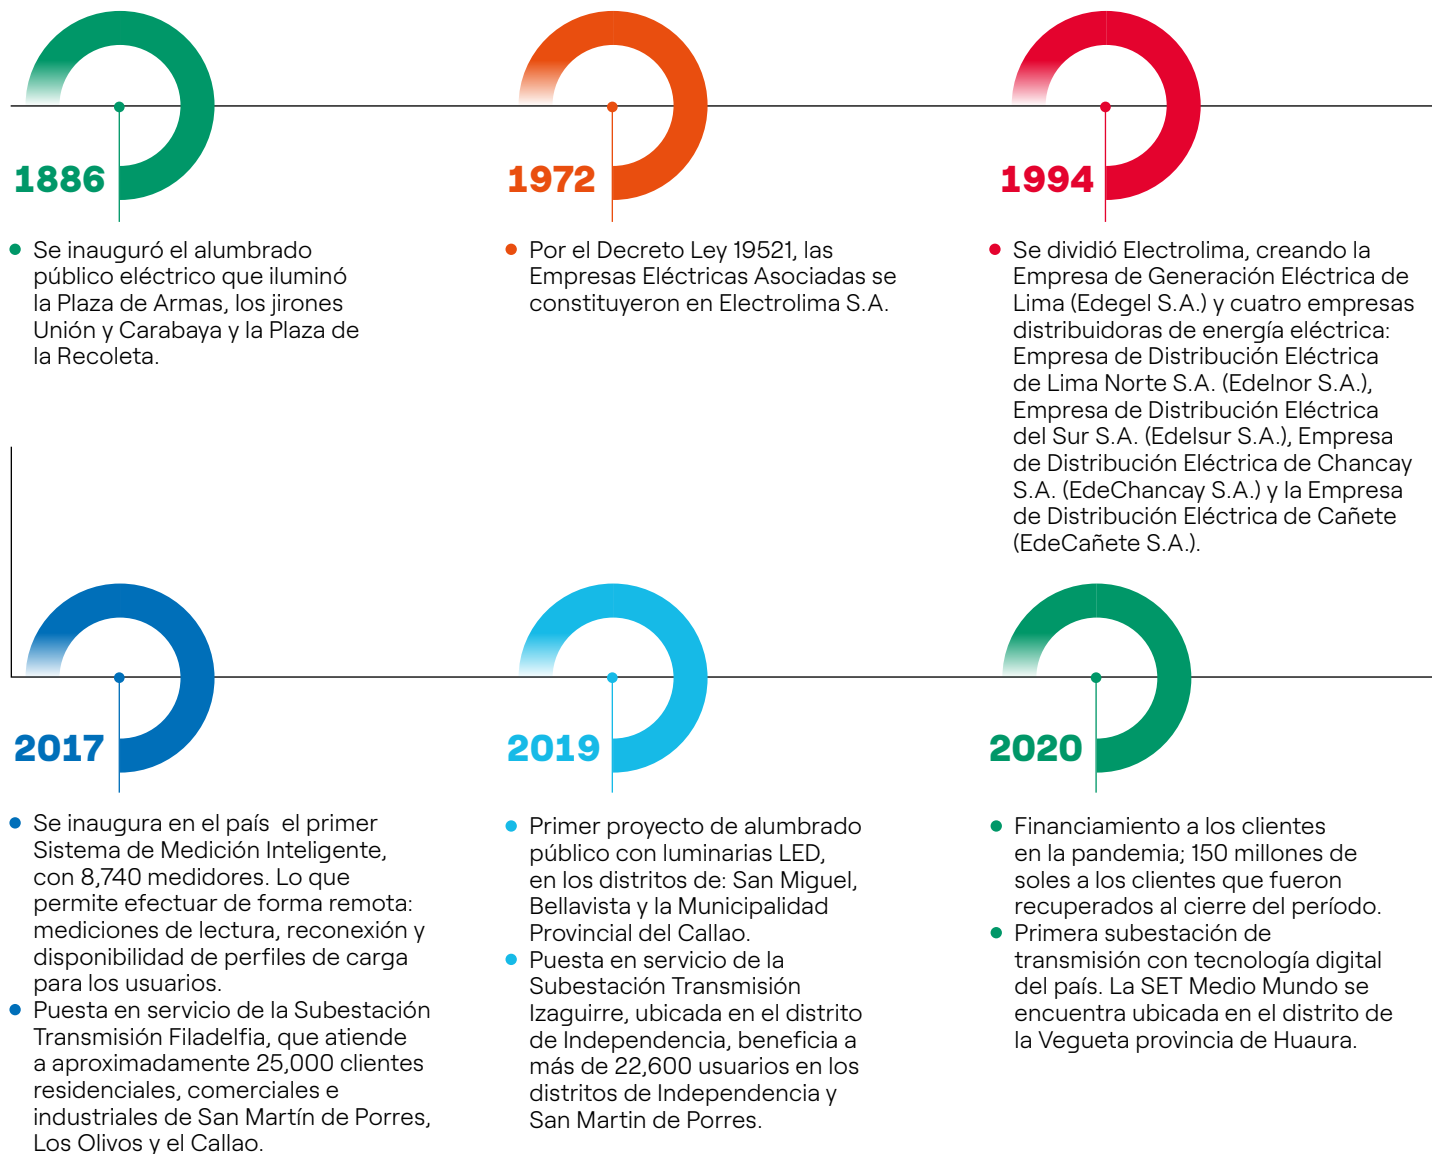 1886
Se inauguró el alumbrado
público eléctrico que iluminó
la Plaza de Armas, los jirones
Unión y Carabaya y la Plaza de
la Recoleta.
1972
Por el Decreto Ley 19521, las
Empresas Eléctricas Asociadas se
constituyeron en Electrolima S.A.
1994
Se dividió Electrolima, creando la
Empresa de Generación Eléctrica de
Lima (Edegel S.A.) y cuatro empresas
distribuidoras de energía eléctrica:
Empresa de Distribución Eléctrica
de Lima Norte S.A. (Edelnor S.A.),
Empresa de Distribución Eléctrica
del Sur S.A. (Edelsur S.A.), Empresa
de Distribución Eléctrica de Chancay
S.A. (EdeChancay S.A.) y la Empresa
de Distribución Eléctrica de Cañete
(EdeCañete S.A.).
2017
Se inaugura en el país el primer
Sistema de Medición Inteligente,
con 8,740 medidores. Lo que
permite efectuar de forma remota:
mediciones de lectura, reconexión y
disponibilidad de perfiles de carga
para los usuarios.
Puesta en servicio de la Subestación
Transmisión Filadelfia, que atiende
a aproximadamente 25,000 clientes
residenciales, comerciales e
industriales de San Martín de Porres,
Los Olivos y el Callao.
2019
Primer proyecto de alumbrado
público con luminarias LED,
en los distritos de: San Miguel,
Bellavista y la Municipalidad
Provincial del Callao.
Puesta en servicio de la
Subestación Transmisión
Izaguirre, ubicada en el distrito
de Independencia, beneficia a
más de 22,600 usuarios en los
distritos de Independencia y
San Martin de Porres.
2020
Financiamiento a los clientes
en la pandemia; 150 millones de
soles a los clientes que fueron
recuperados al cierre del período.
Primera subestación de
transmisión con tecnología digital
del país. La SET Medio Mundo se
encuentra ubicada en el distrito de
la Vegueta provincia de Huaura.